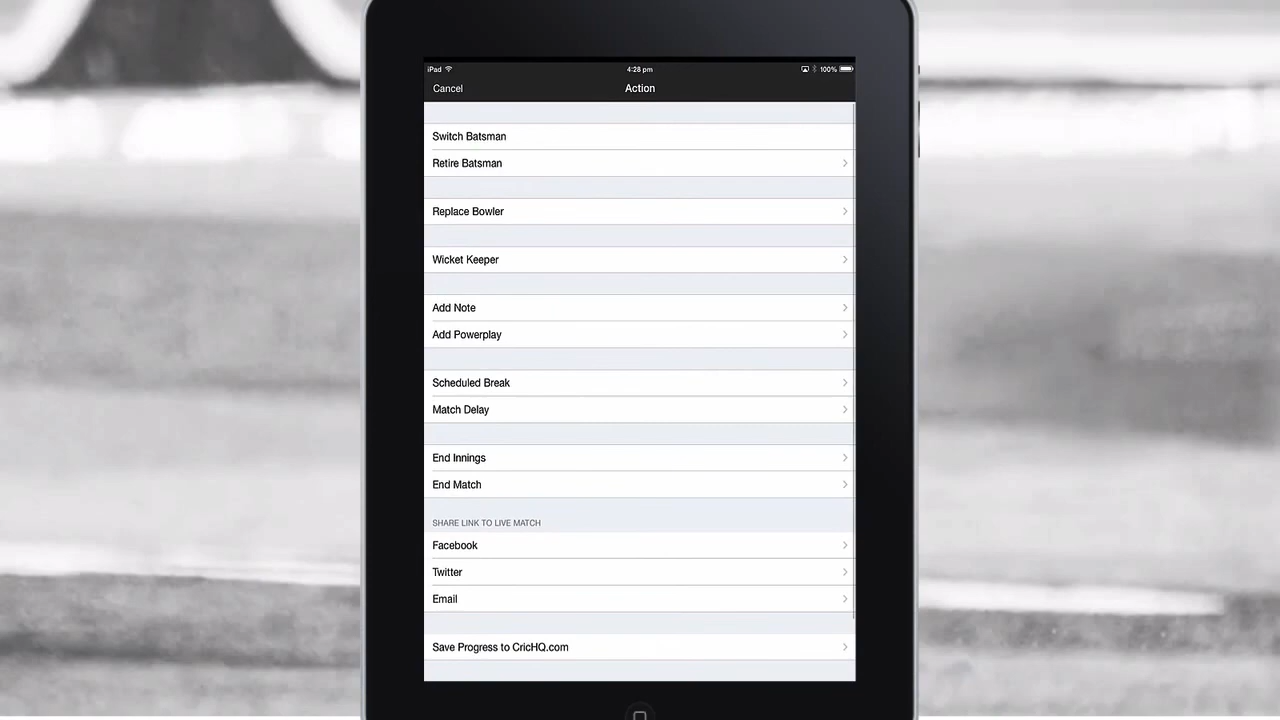 iPad 4:28 pm 100%
Cancel Action
Switch Batsman
Retire Batsman
Replace Bowler
Wicket Keeper
Add Note
Add Powerplay
Scheduled Break
Match Delay
End Innings
End Match
SHARE LINK TO LIVE MATCH
Facebook
Twitter
Email
Save Progress to CricHQ.com